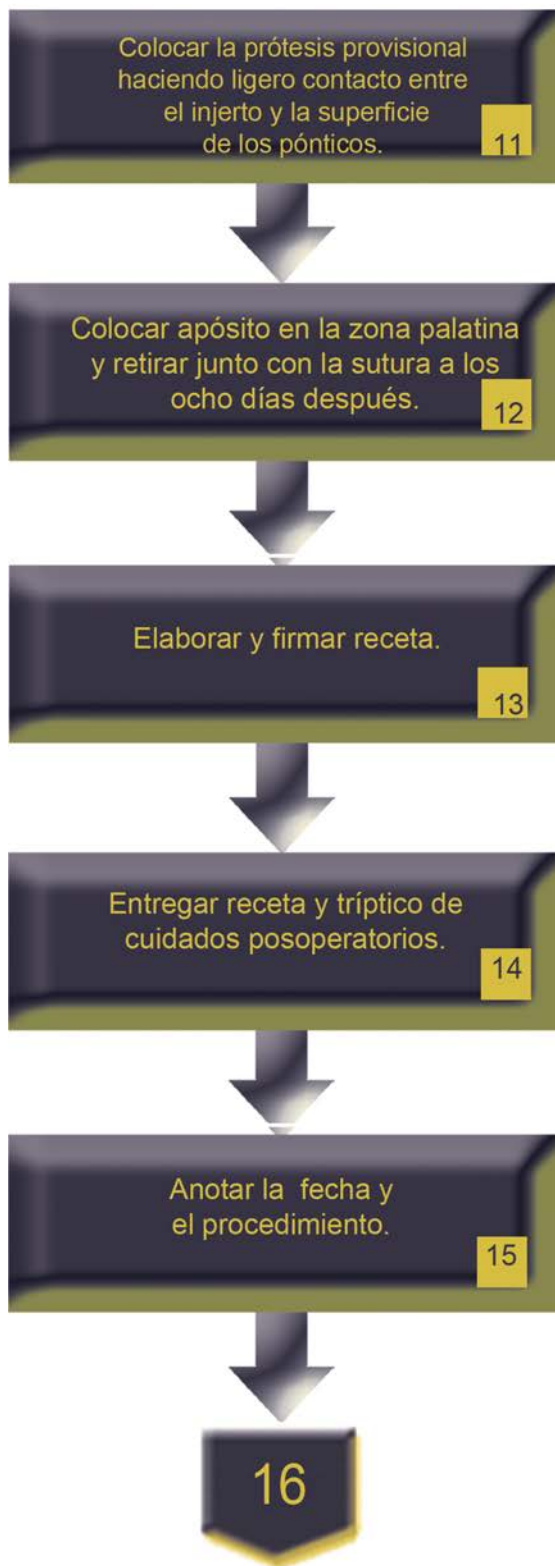 Colocar la prótesis provisional
haciendo ligero contacto entre
el injerto y la superficie
de los pónticos.
11
Colocar apósito en la zona palatina
y retirar junto con la sutura a los
ocho días después.
12
Elaborar y firmar receta.
13
Entregar receta y tríptico de
cuidados posoperatorios.
14
Anotar la fecha y
el procedimiento.
15
16